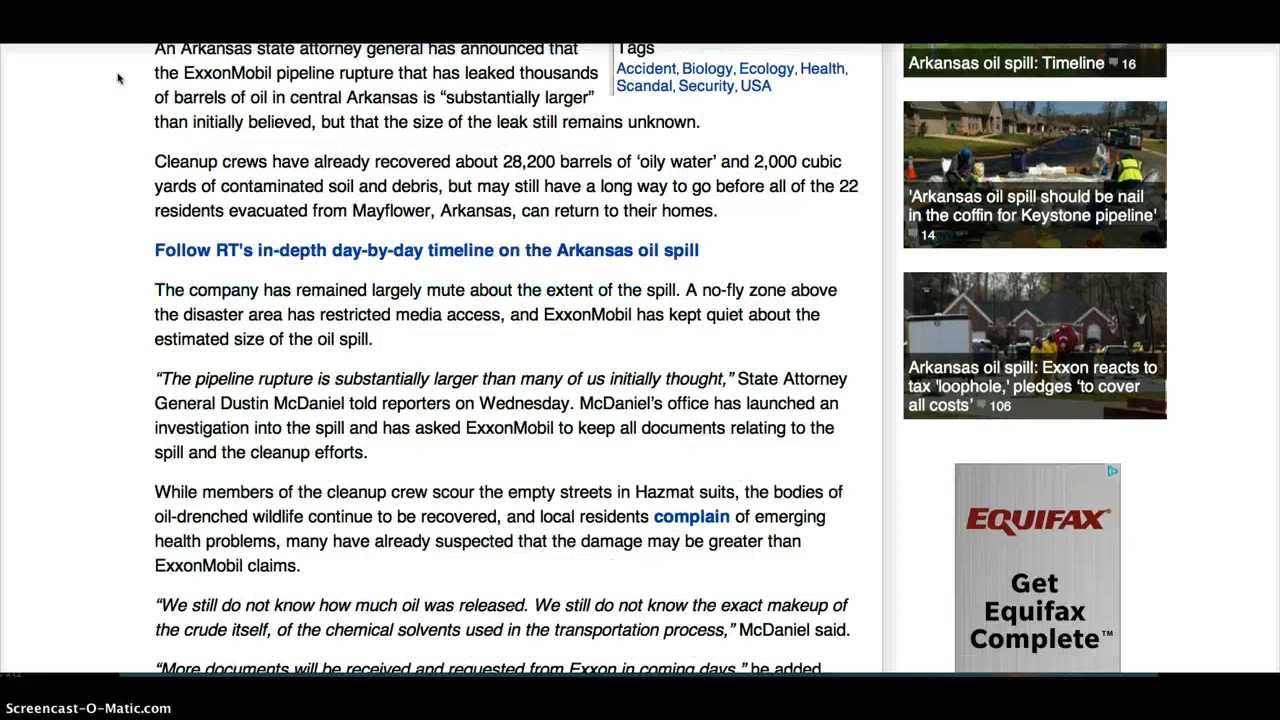 An Arkansas state attorney general has announced that
the ExxonMobil pipeline rupture that has leaked thousands
of barrels of oil in central Arkansas is “substantially larger”
than initially believed, but that the size of the leak still remains unknown.
Tags
Accident, Biology, Ecology, Health,
Scandal, Security, USA
Cleanup crews have already recovered about 28,200 barrels of ‘oily water’ and 2,000 cubic
yards of contaminated soil and debris, but may still have a long way to go before all of the 22
residents evacuated from Mayflower, Arkansas, can return to their homes.
Follow RT's in-depth day-by-day timeline on the Arkansas oil spill
The company has remained largely mute about the extent of the spill. A no-fly zone above
the disaster area has restricted media access, and ExxonMobil has kept quiet about the
estimated size of the oil spill.
“The pipeline rupture is substantially larger than many of us initially thought,” State Attorney
General Dustin McDaniel told reporters on Wednesday. McDaniel’s office has launched an
investigation into the spill and has asked ExxonMobil to keep all documents relating to the
spill and the cleanup efforts.
While members of the cleanup crew scour the empty streets in Hazmat suits, the bodies of
oil-drenched wildlife continue to be recovered, and local residents complain of emerging
health problems, many have already suspected that the damage may be greater than
ExxonMobil claims.
“We still do not know how much oil was released. We still do not know the exact makeup of
the crude itself, of the chemical solvents used in the transportation process,” McDaniel said.
“More documents will be received and requested from Exxon in coming days,” he added
Arkansas oil spill: Timeline 16
'Arkansas oil spill should be nail
in the coffin for Keystone pipeline'
14
Arkansas oil spill: Exxon reacts to
tax 'loophole,' pledges ‘to cover
all costs’ 106
EQUIFAX®
Get
Equifax
Complete™
Screencast-O-Matic.com